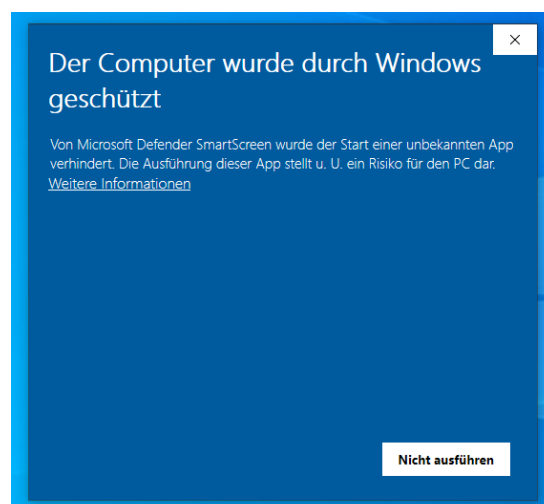 Der Computer wurde durch Windows
geschützt
Von Microsoft Defender SmartScreen wurde der Start einer unbekannten App
verhindert. Die Ausführung dieser App stellt u. U. ein Risiko für den PC dar.
Weitere Informationen
Nicht ausführen